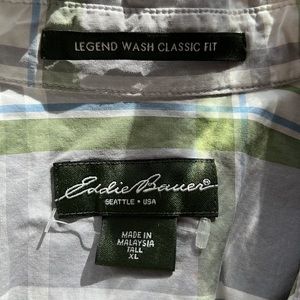 LEGEND WASH CLASSIC FIT
Eddie Bauer®
SEATTLE • USA
MADE IN
MALAYSIA
TALL
XL